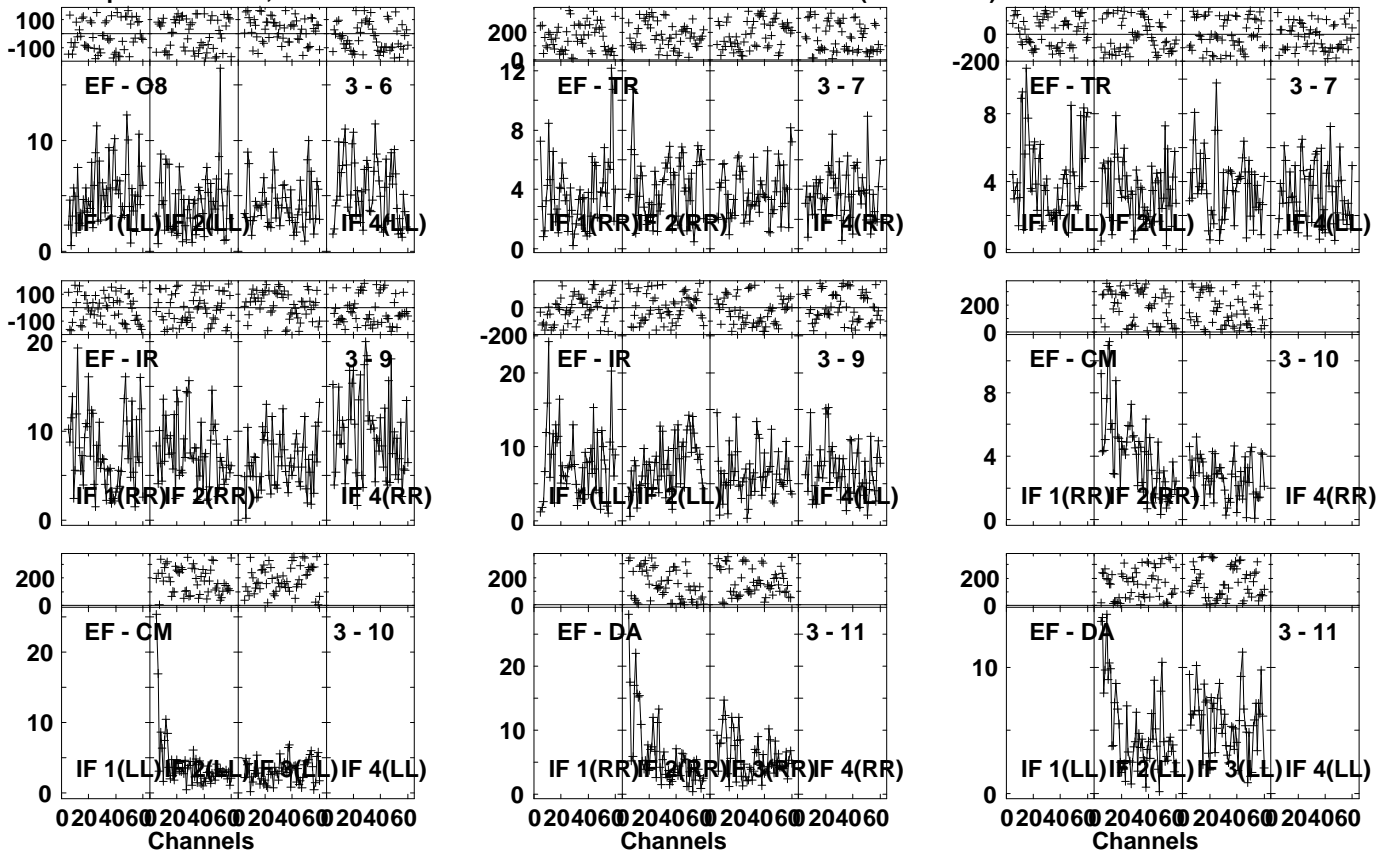 100
-100
EF - O8 3 - 6
10
0
IF 1(LL) IF 2(LL) IF 4(LL)
200
0
12
EF - TR 3 - 7
8
4
0
IF 1(RR) IF 2(RR) IF 4(RR)
0
-200
EF - TR 3 - 7
8
4
0
IF 1(LL) IF 2(LL) IF 4(LL)
100
-100
20
EF - IR 3 - 9
10
0
IF 1(RR) IF 2(RR) IF 4(RR)
0
-200
EF - IR 3 - 9
20
10
0
IF 1(LL) IF 2(LL) IF 4(LL)
200
0
EF - CM 3 - 10
8
4
0
IF 1(RR) IF 2(RR) IF 4(RR)
200
0
EF - CM 3 - 10
20
10
0
IF 1(LL) IF 2(LL) IF 3(LL) IF 4(LL)
0 20 40 60 0 20 40 60 0 20 40 60 0 20 40 60
Channels
200
0
EF - DA 3 - 11
20
10
0
IF 1(RR) IF 2(RR) IF 3(RR) IF 4(RR)
0 20 40 60 0 20 40 60 0 20 40 60 0 20 40 60
Channels
200
0
EF - DA 3 - 11
10
0
IF 1(LL) IF 2(LL) IF 3(LL) IF 4(LL)
0 20 40 60 0 20 40 60 0 20 40 60 0 20 40 60
Channels